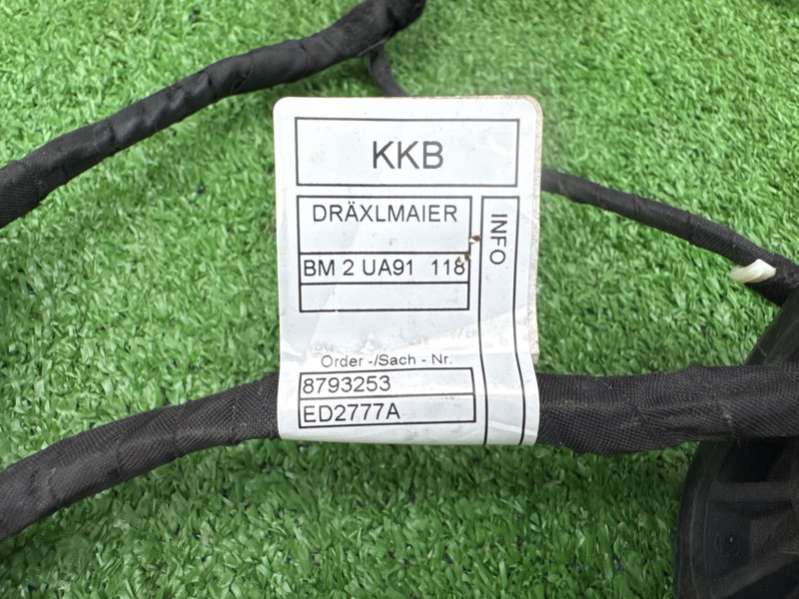 KKB
DRÄXLMAIER
INFO
BM 2 UA91 118
Order -/Sach - Nr.
8793253
ED2777A